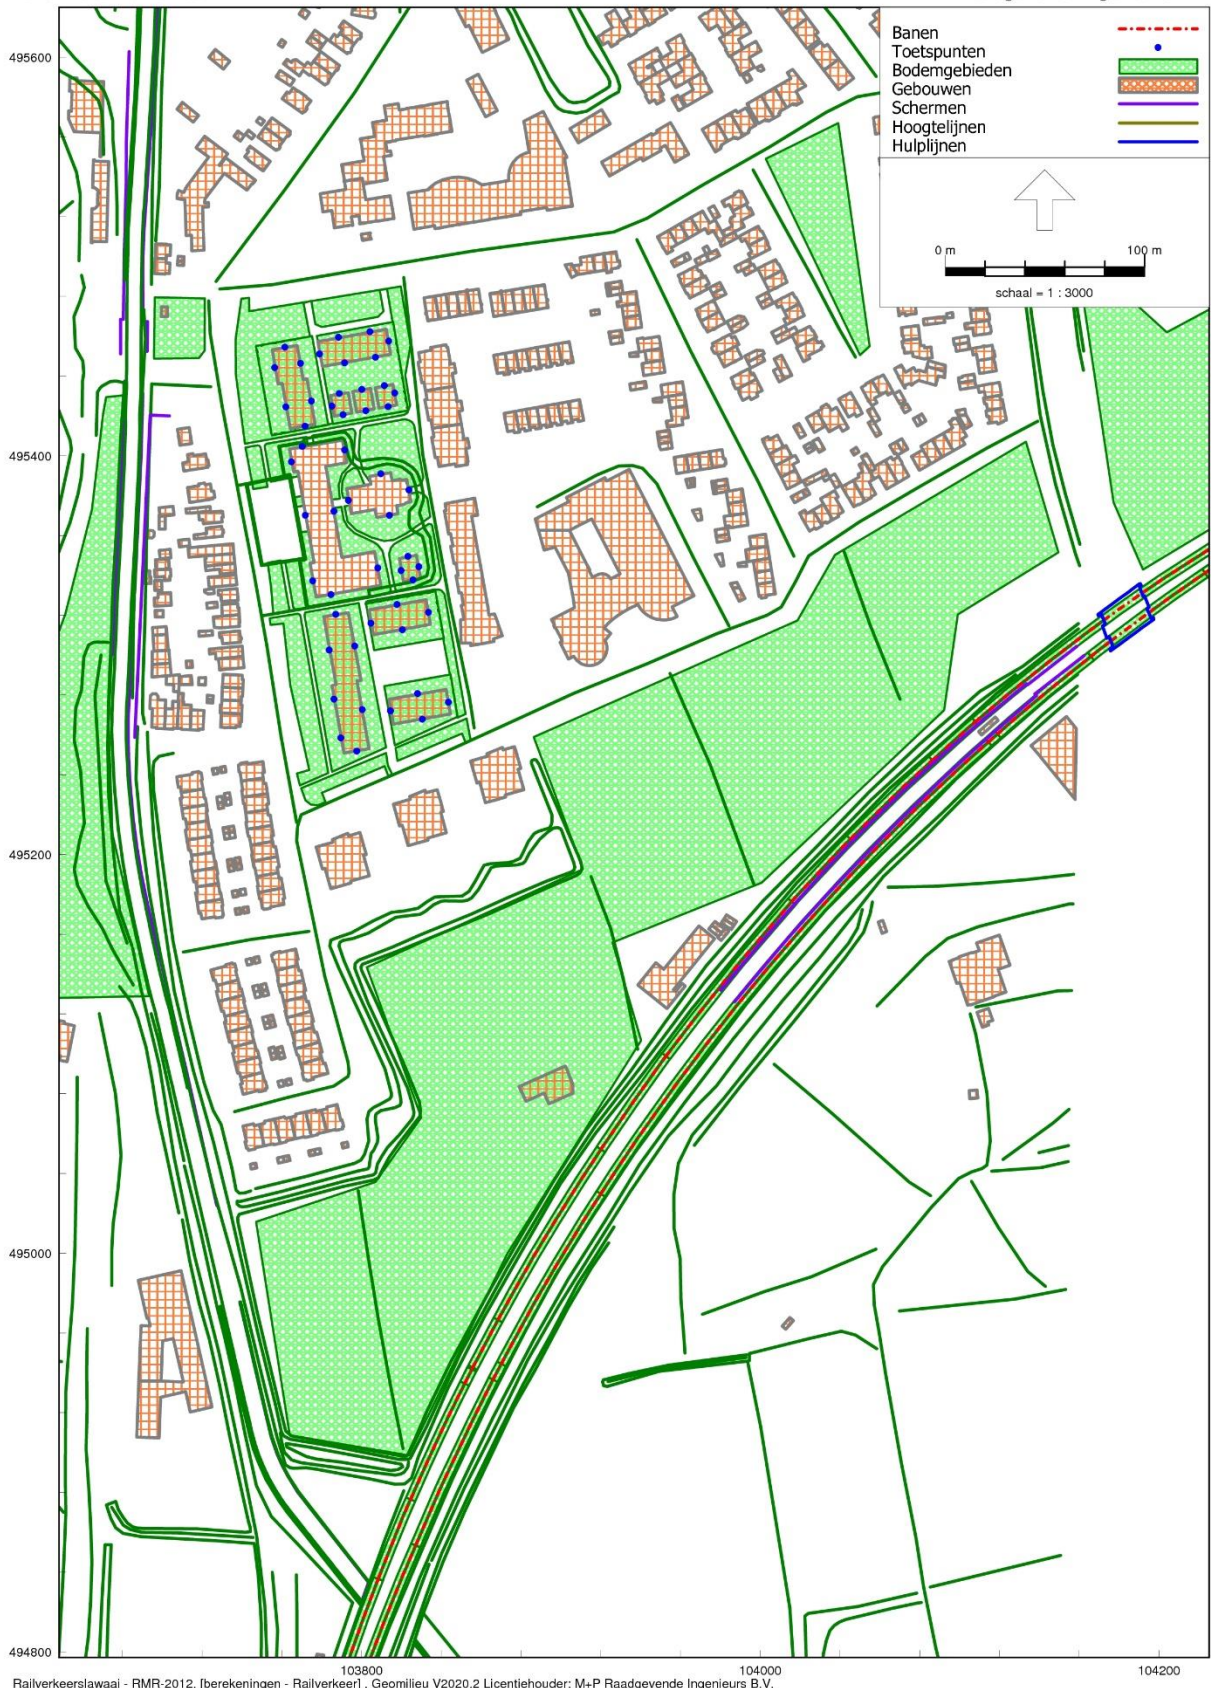 Banen
Toetspunten
Bodemgebieden
Gebouwen
Schermen
Hoogtelijnen
Hulplijnen
0 m 100 m
schaal = 1 : 3000
495600
495400
495200
495000
494800
103800 104000 104200
Railverkeerslawaai - RMR-2012, [berekeningen - Railverkeer] , Geomilieu V2020.2 Licentiehouder: M+P Raadgevende Ingenieurs B.V.